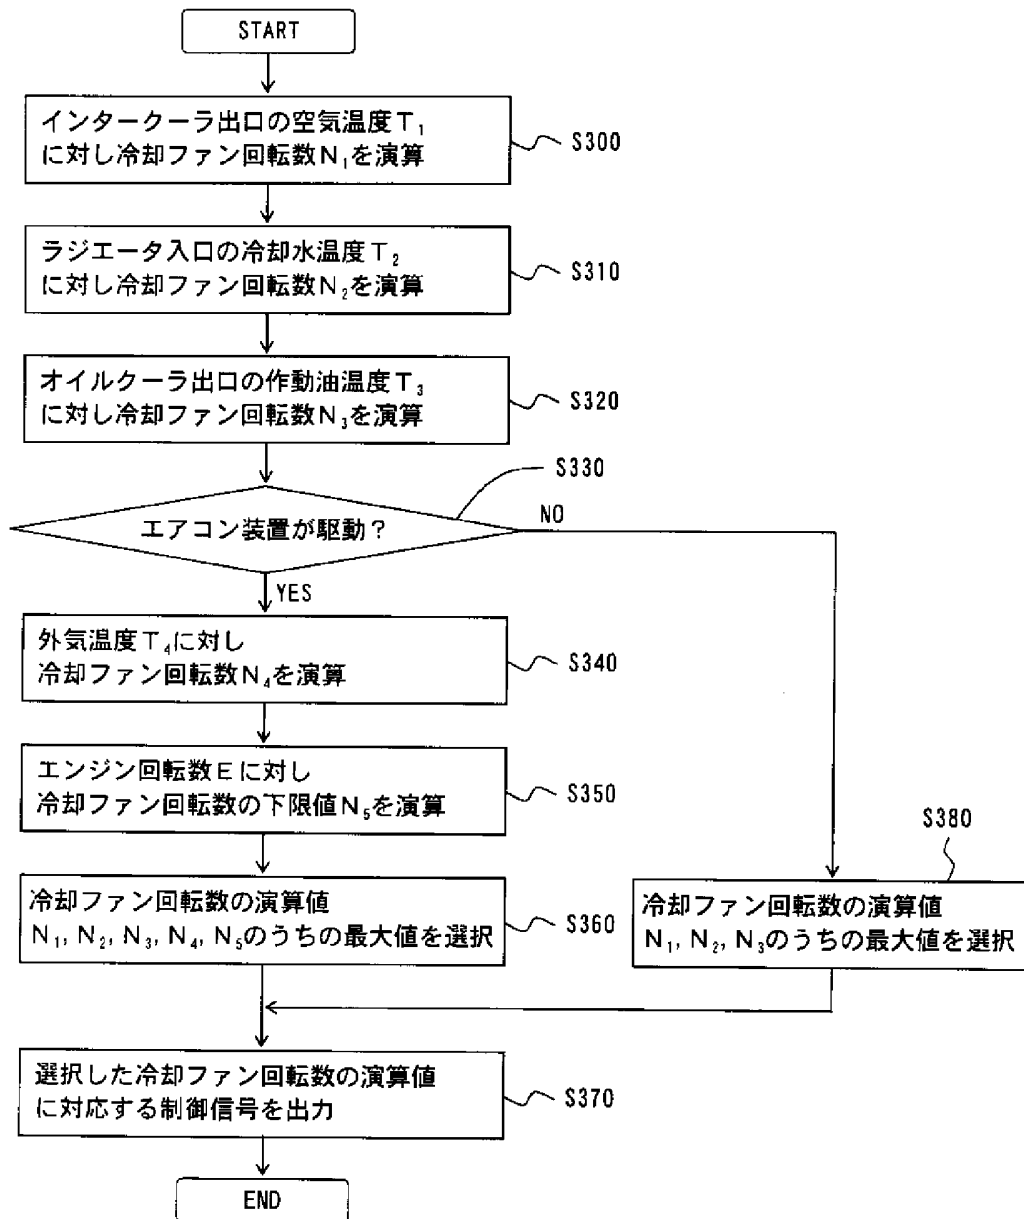 START
インタークーラ出口の空気温度T₁
に対し冷却ファン回転数N₁を演算
S300
ラジエータ入口の冷却水温度T₂
に対し冷却ファン回転数N₂を演算
S310
オイルクーラ出口の作動油温度T₃
に対し冷却ファン回転数N₃を演算
S320
S330
エアコン装置が駆動？
NO
YES
外気温度T₄に対し
冷却ファン回転数N₄を演算
S340
エンジン回転数Eに対し
冷却ファン回転数の下限値N₅を演算
S350
冷却ファン回転数の演算値
N₁, N₂, N₃, N₄, N₅のうちの最大値を選択
S360
S380
冷却ファン回転数の演算値
N₁, N₂, N₃のうちの最大値を選択
選択した冷却ファン回転数の演算値
に対応する制御信号を出力
S370
END